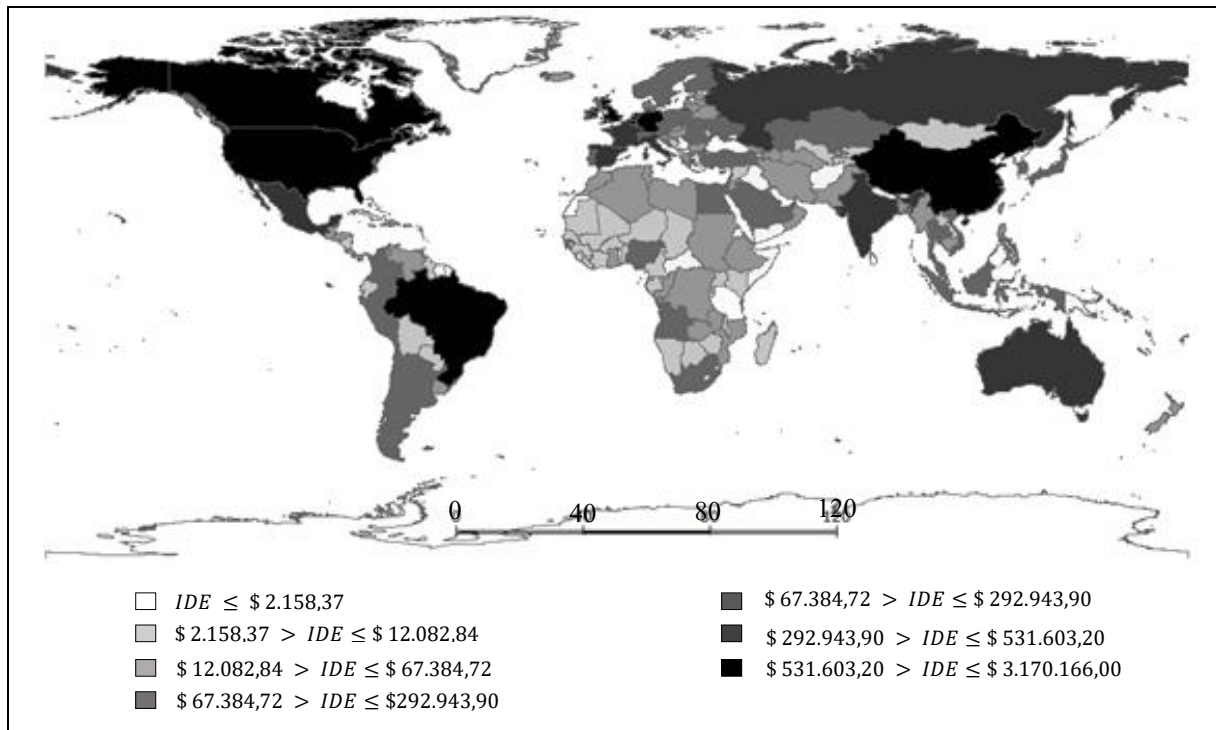 0 40 80 120
IDE ≤ $ 2.158,37
$ 2.158,37 > IDE ≤ $ 12.082,84
$ 12.082,84 > IDE ≤ $ 67.384,72
$ 67.384,72 > IDE ≤ $292.943,90
$ 67.384,72 > IDE ≤ $ 292.943,90
$ 292.943,90 > IDE ≤ $ 531.603,20
$ 531.603,20 > IDE ≤ $ 3.170.166,00